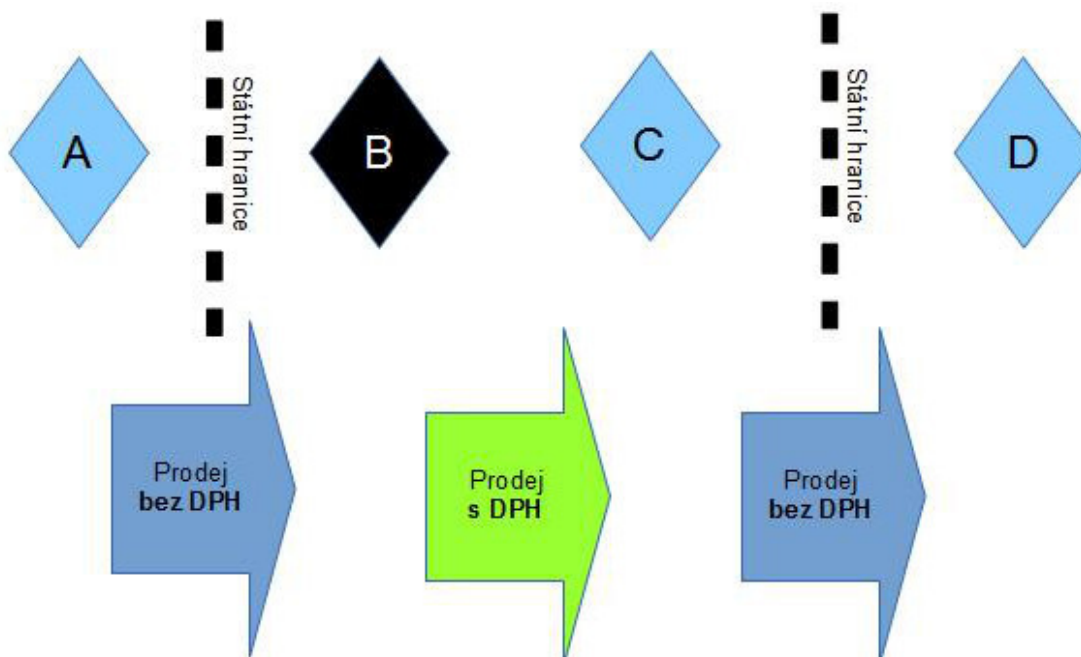 A
Státní hranice
B
C
Státní hranice
D
Prodej
bez DPH
Prodej
s DPH
Prodej
bez DPH